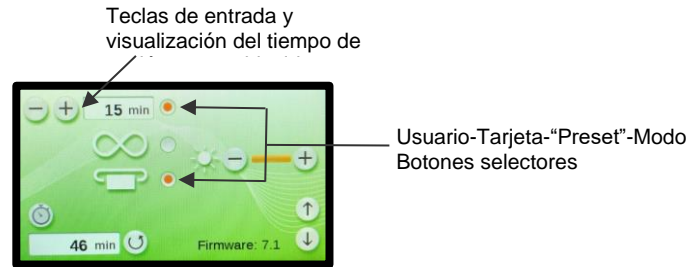 Teclas de entrada y
visualización del tiempo de
15 min
Usuario-Tarjeta-“Preset”-Modo
Botones selectores
46 min
Firmware: 7.1